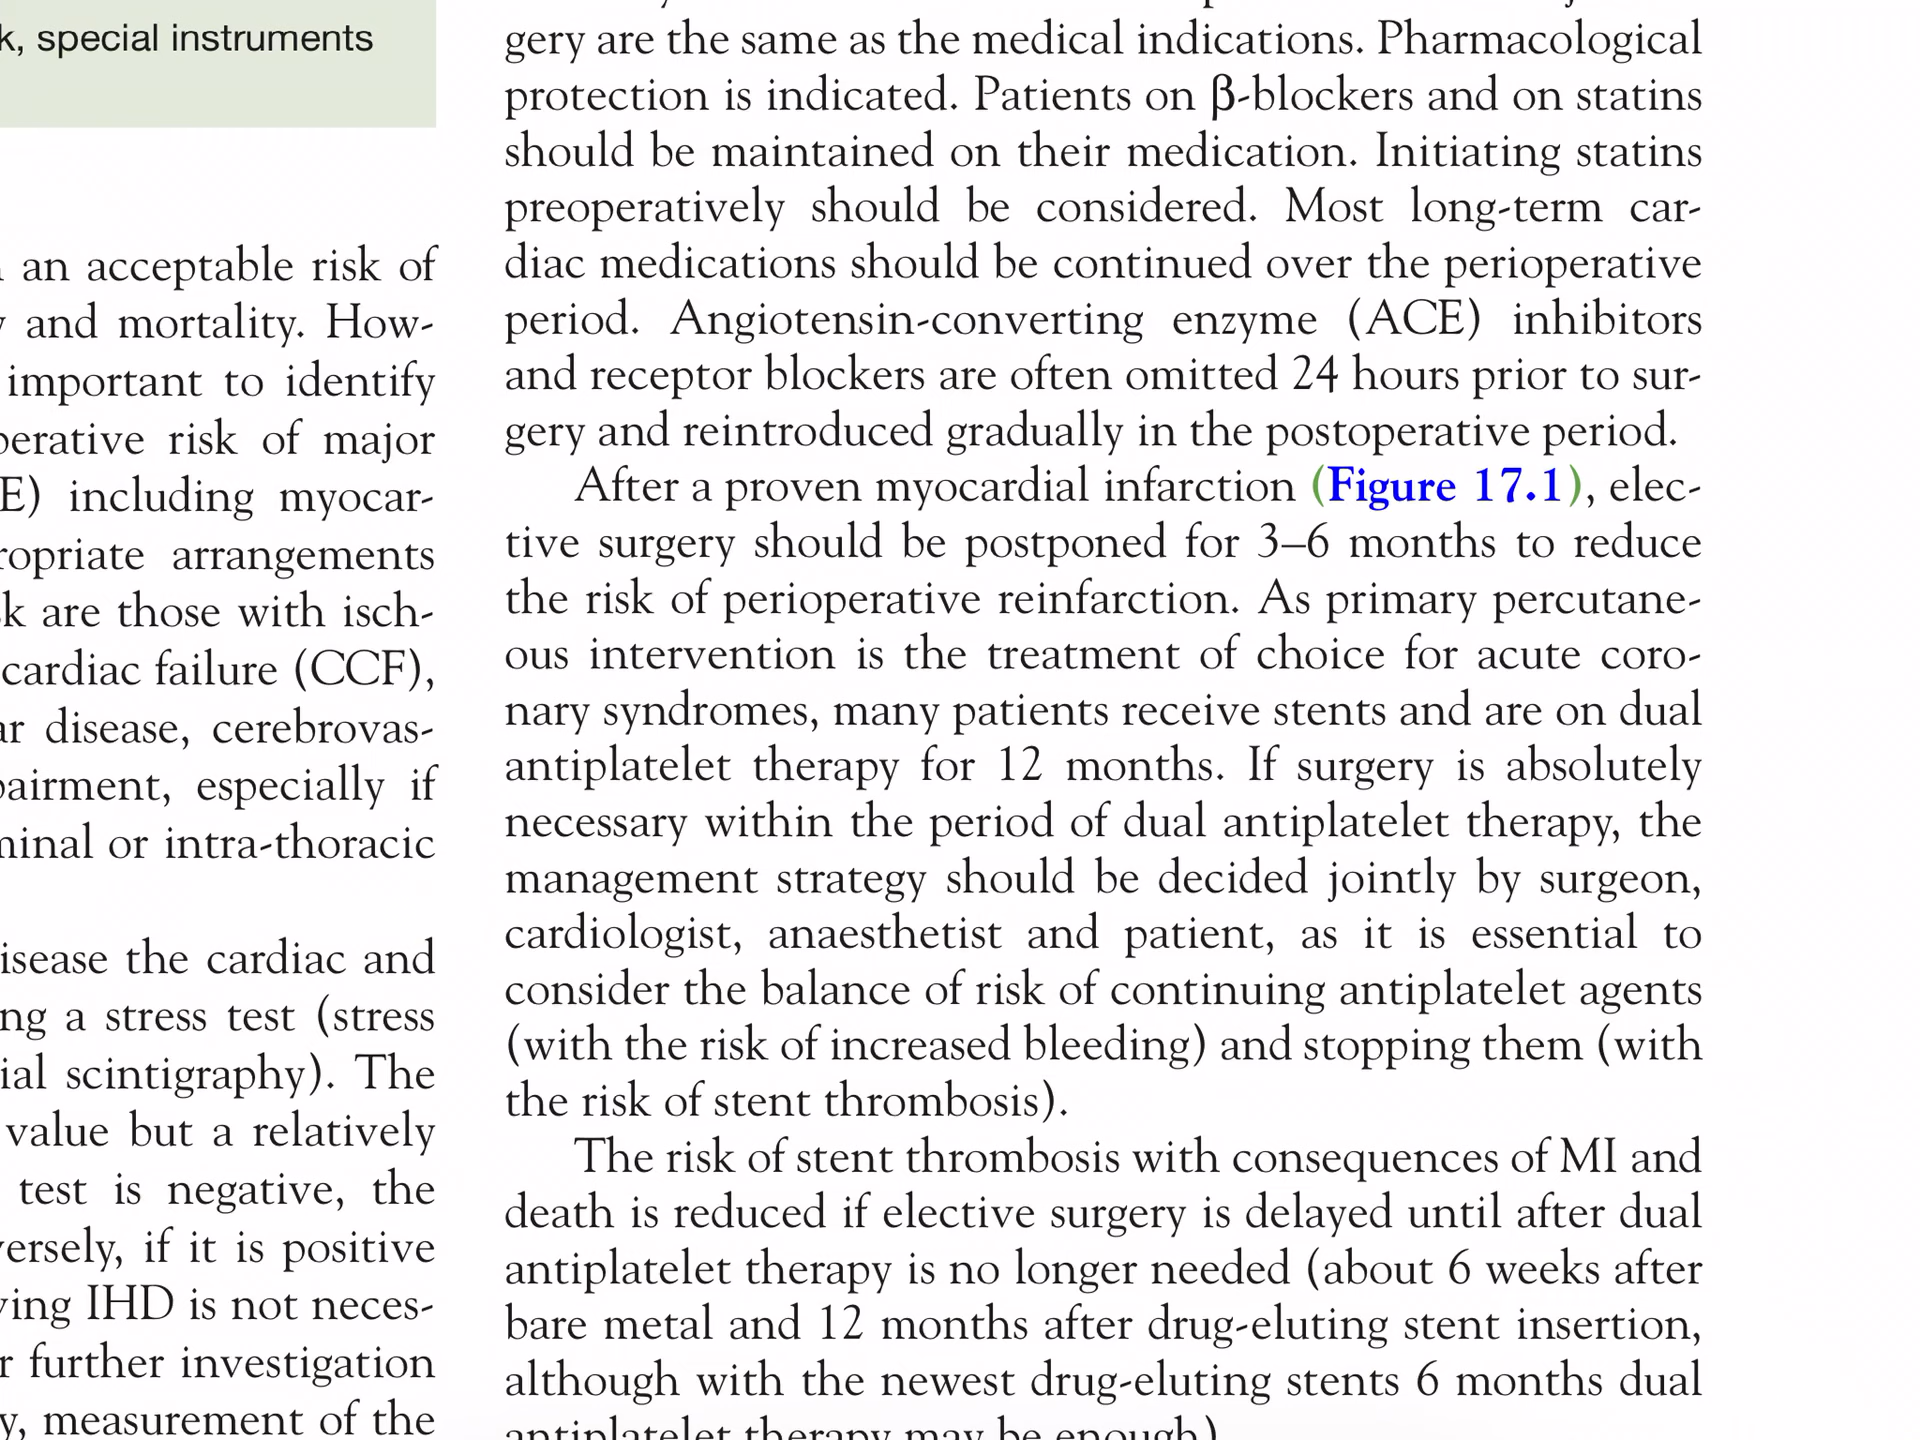 k, special instruments
an acceptable risk of
and mortality. How-
important to identify
perative risk of major
E) including myocar-
ropriate arrangements
sk are those with isch-
cardiac failure (CCF),
ar disease, cerebrovas-
pairment, especially if
minal or intra-thoracic
isease the cardiac and
ng a stress test (stress
ial scintigraphy). The
value but a relatively
test is negative, the
versely, if it is positive
ying IHD is not neces-
r further investigation
y, measurement of the
gery are the same as the medical indications. Pharmacological
protection is indicated. Patients on β-blockers and on statins
should be maintained on their medication. Initiating statins
preoperatively should be considered. Most long-term car-
diac medications should be continued over the perioperative
period. Angiotensin-converting enzyme (ACE) inhibitors
and receptor blockers are often omitted 24 hours prior to sur-
gery and reintroduced gradually in the postoperative period.
After a proven myocardial infarction (Figure 17.1), elec-
tive surgery should be postponed for 3–6 months to reduce
the risk of perioperative reinfarction. As primary percutane-
ous intervention is the treatment of choice for acute coro-
nary syndromes, many patients receive stents and are on dual
antiplatelet therapy for 12 months. If surgery is absolutely
necessary within the period of dual antiplatelet therapy, the
management strategy should be decided jointly by surgeon,
cardiologist, anaesthetist and patient, as it is essential to
consider the balance of risk of continuing antiplatelet agents
(with the risk of increased bleeding) and stopping them (with
the risk of stent thrombosis).
The risk of stent thrombosis with consequences of MI and
death is reduced if elective surgery is delayed until after dual
antiplatelet therapy is no longer needed (about 6 weeks after
bare metal and 12 months after drug-eluting stent insertion,
although with the newest drug-eluting stents 6 months dual
antiplatelet therapy may be enough)